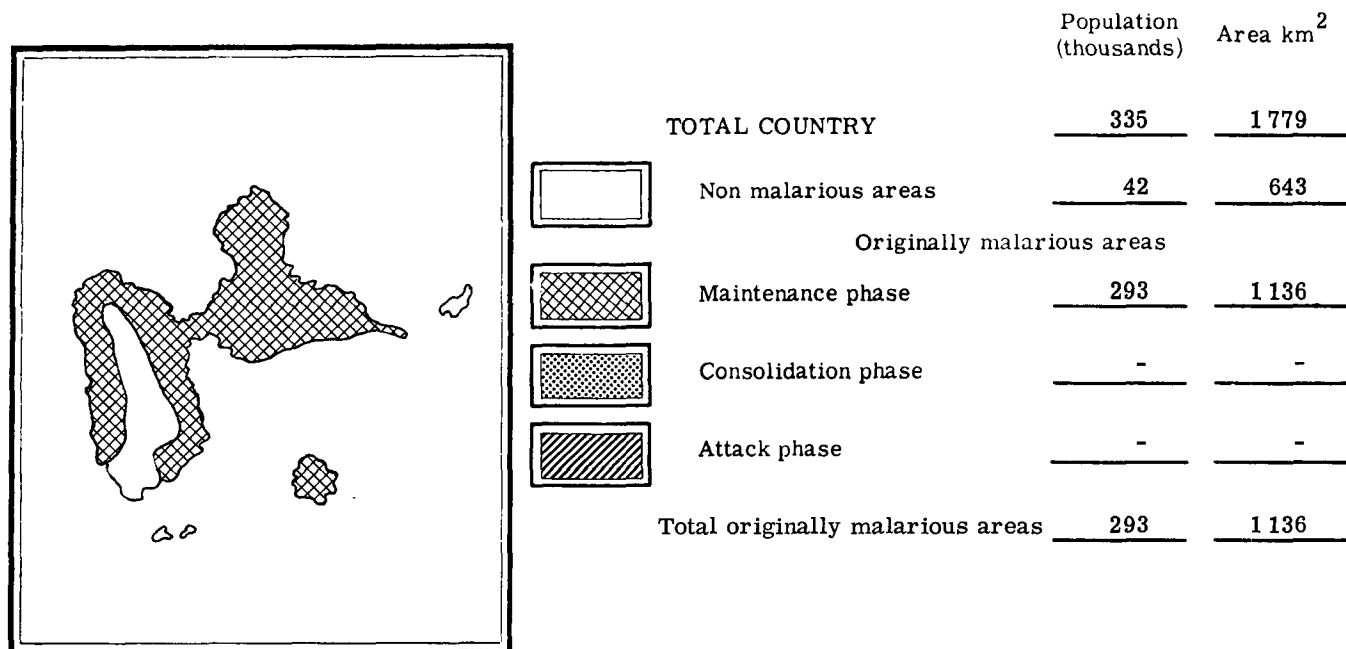 Population Area km2
(thousands)
TOTAL COUNTRY 335 1 779
Non malarious areas 42 643
Originally malarious areas
Maintenance phase 293 1 136
Consolidation phase - -
Attack phase - -
Total originally malarious areas 293 1 136